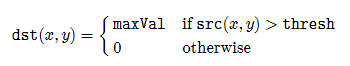 dst(x, y) = { maxVal if src(x, y) > thresh
0 otherwise